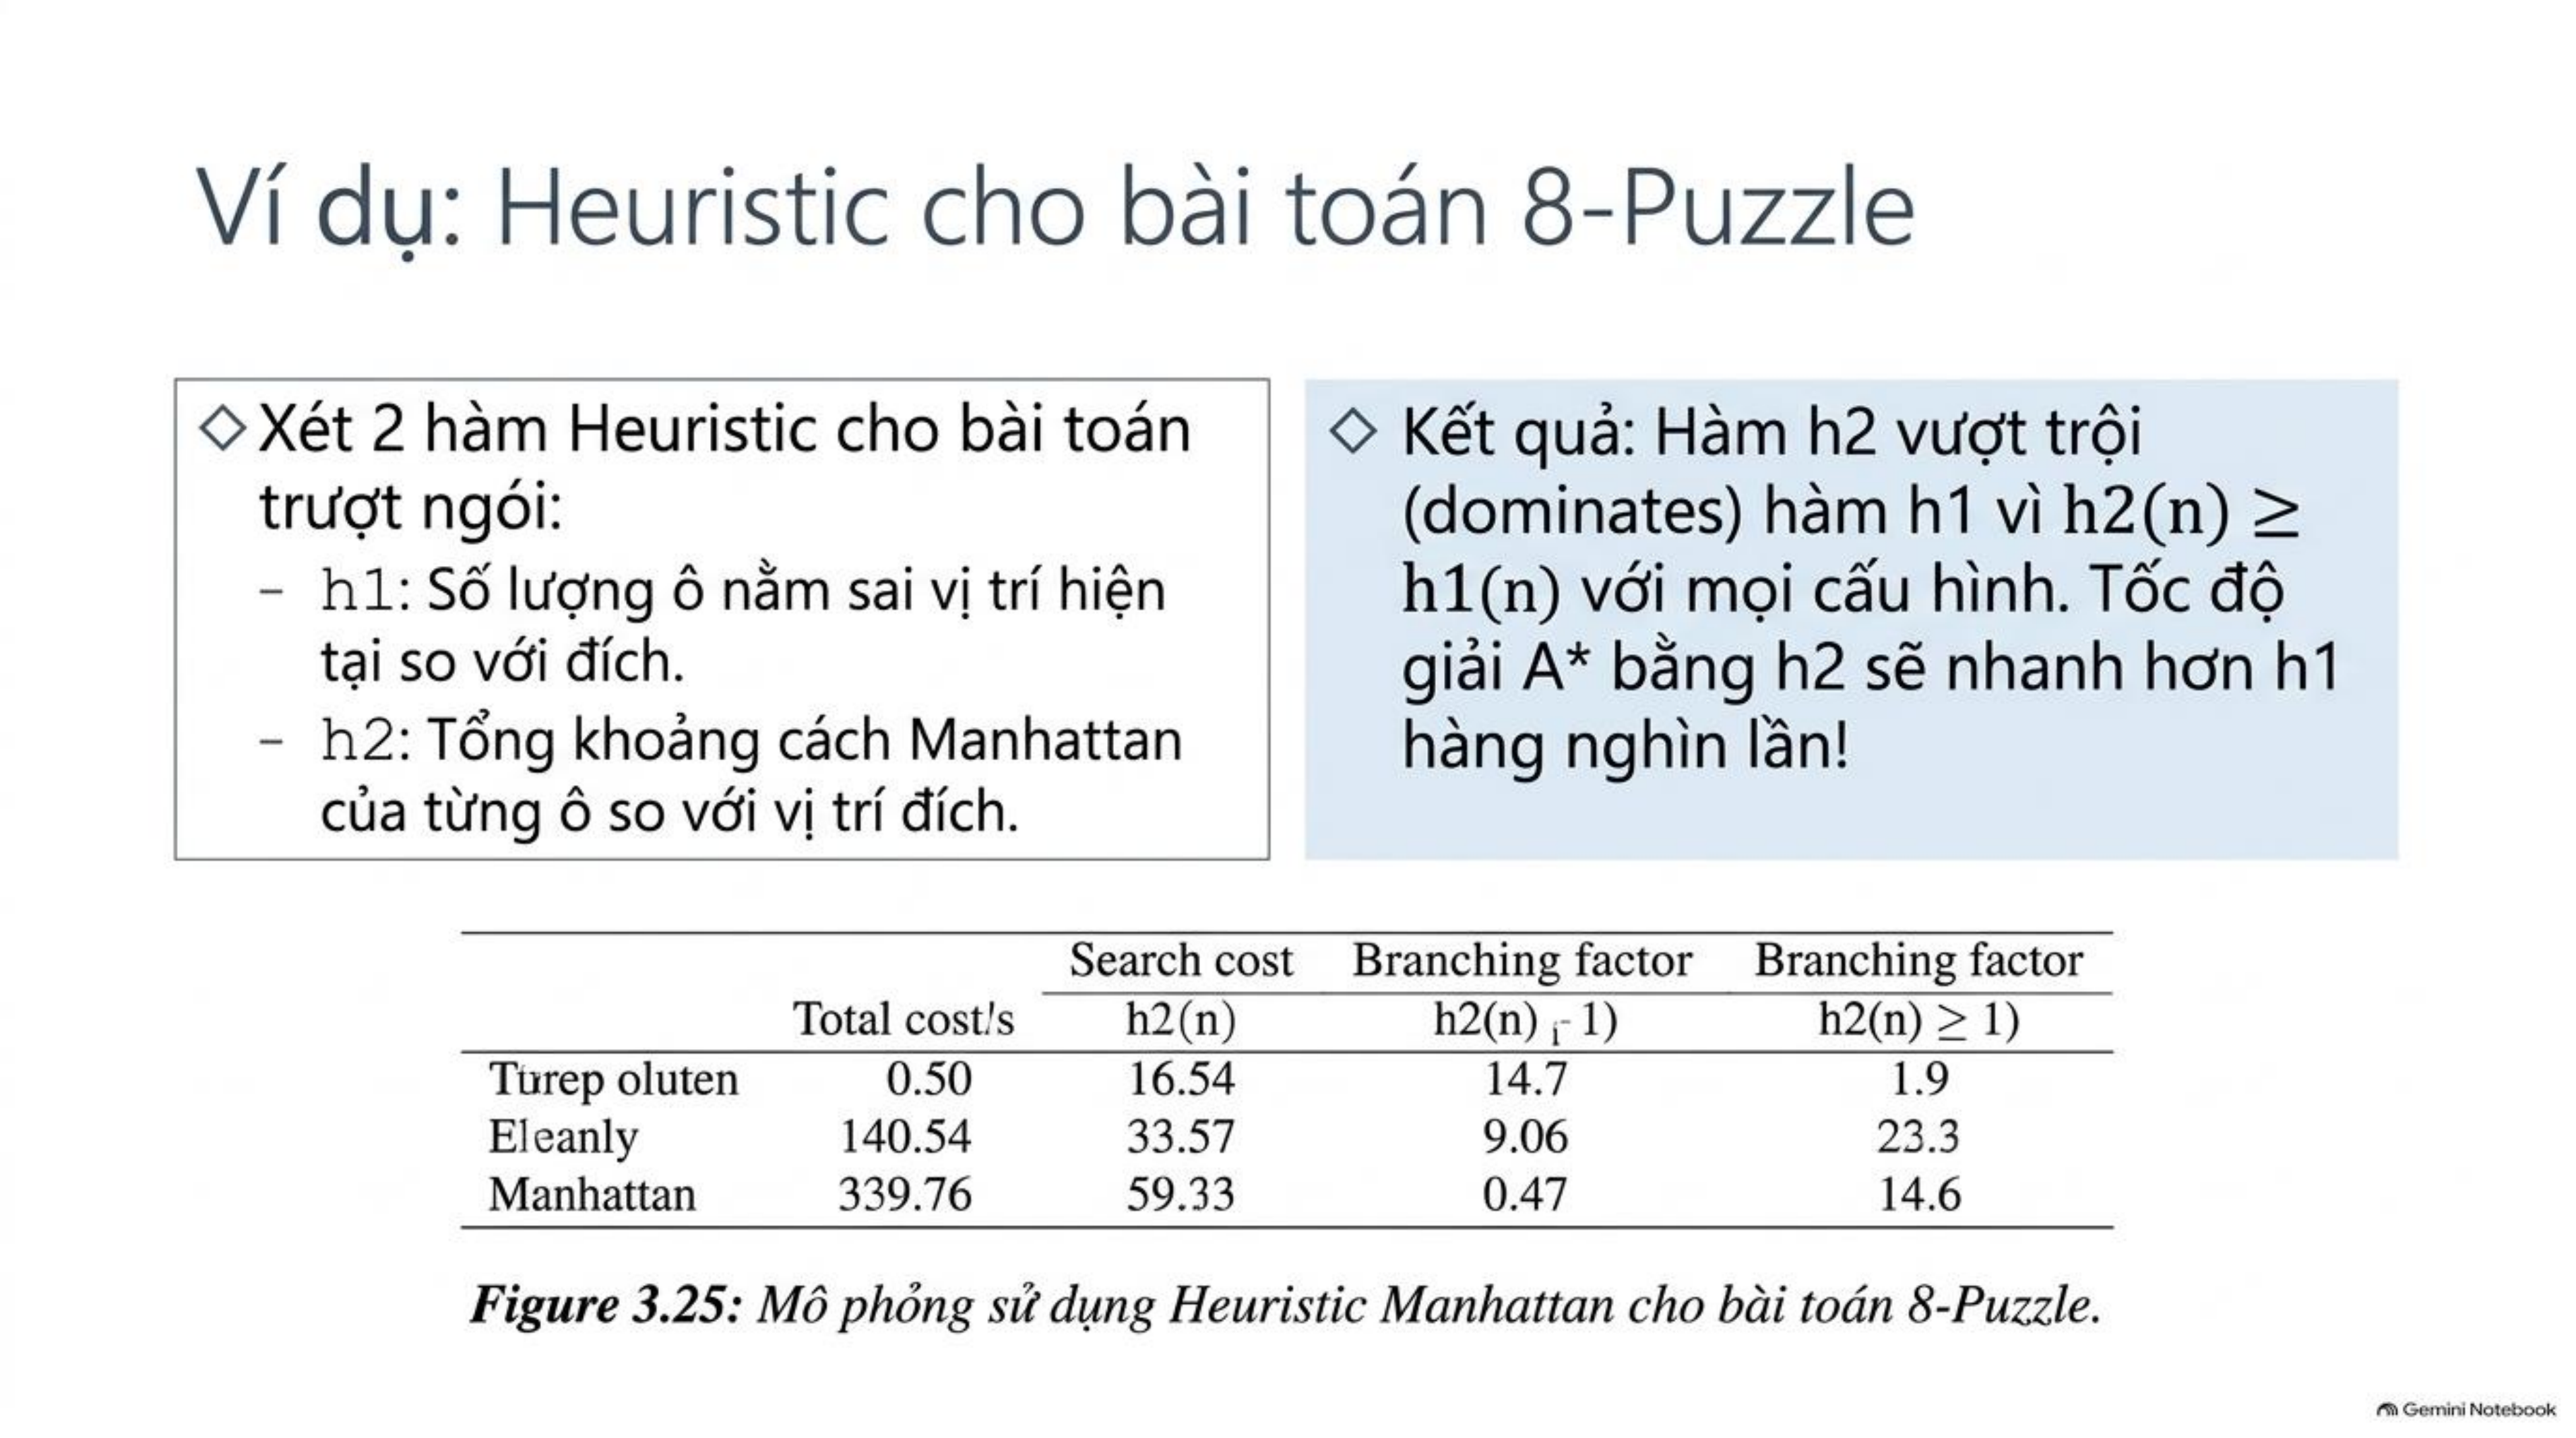 Ví dụ: Heuristic cho bài toán 8-Puzzle
◇ Xét 2 hàm Heuristic cho bài toán
trượt ngói:
– h1: Số lượng ô nằm sai vị trí hiện
tại so với đích.
– h2: Tổng khoảng cách Manhattan
của từng ô so với vị trí đích.
◇ Kết quả: Hàm h2 vượt trội
(dominates) hàm h1 vì h2(n) ≥
h1(n) với mọi cấu hình. Tốc độ
giải A* bằng h2 sẽ nhanh hơn h1
hàng nghìn lần!
Search cost Branching factor Branching factor
Total cost/s h2(n) h2(n) 1) h2(n) ≥ 1)
Turep oluten 0.50 16.54 14.7 1.9
Eleanly 140.54 33.57 9.06 23.3
Manhattan 339.76 59.33 0.47 14.6
Figure 3.25: Mô phỏng sử dụng Heuristic Manhattan cho bài toán 8-Puzzle.
Gemini Notebook